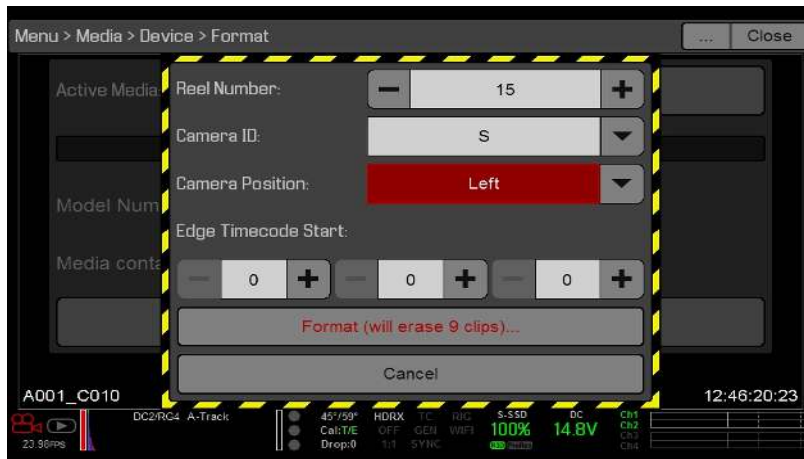 Menu > Media > Device > Format
... Close
Active Media
Reel Number:
15
Camera ID:
S
Camera Position:
Left
Model Num
Edge Timecode Start:
Media conta
0 0 0
Format (will erase 9 clips)...
Cancel
A001_C010
12:46:20:23
DC2/RG4 A-Track
45°/59° HDRX TC RIG S-SSD DC Ch1
Cal:T/E OFF GEN WIFI 100% 14.8V Ch2
Drop:0 1:1 SYNC Ch3
Ch4
23.98FPS